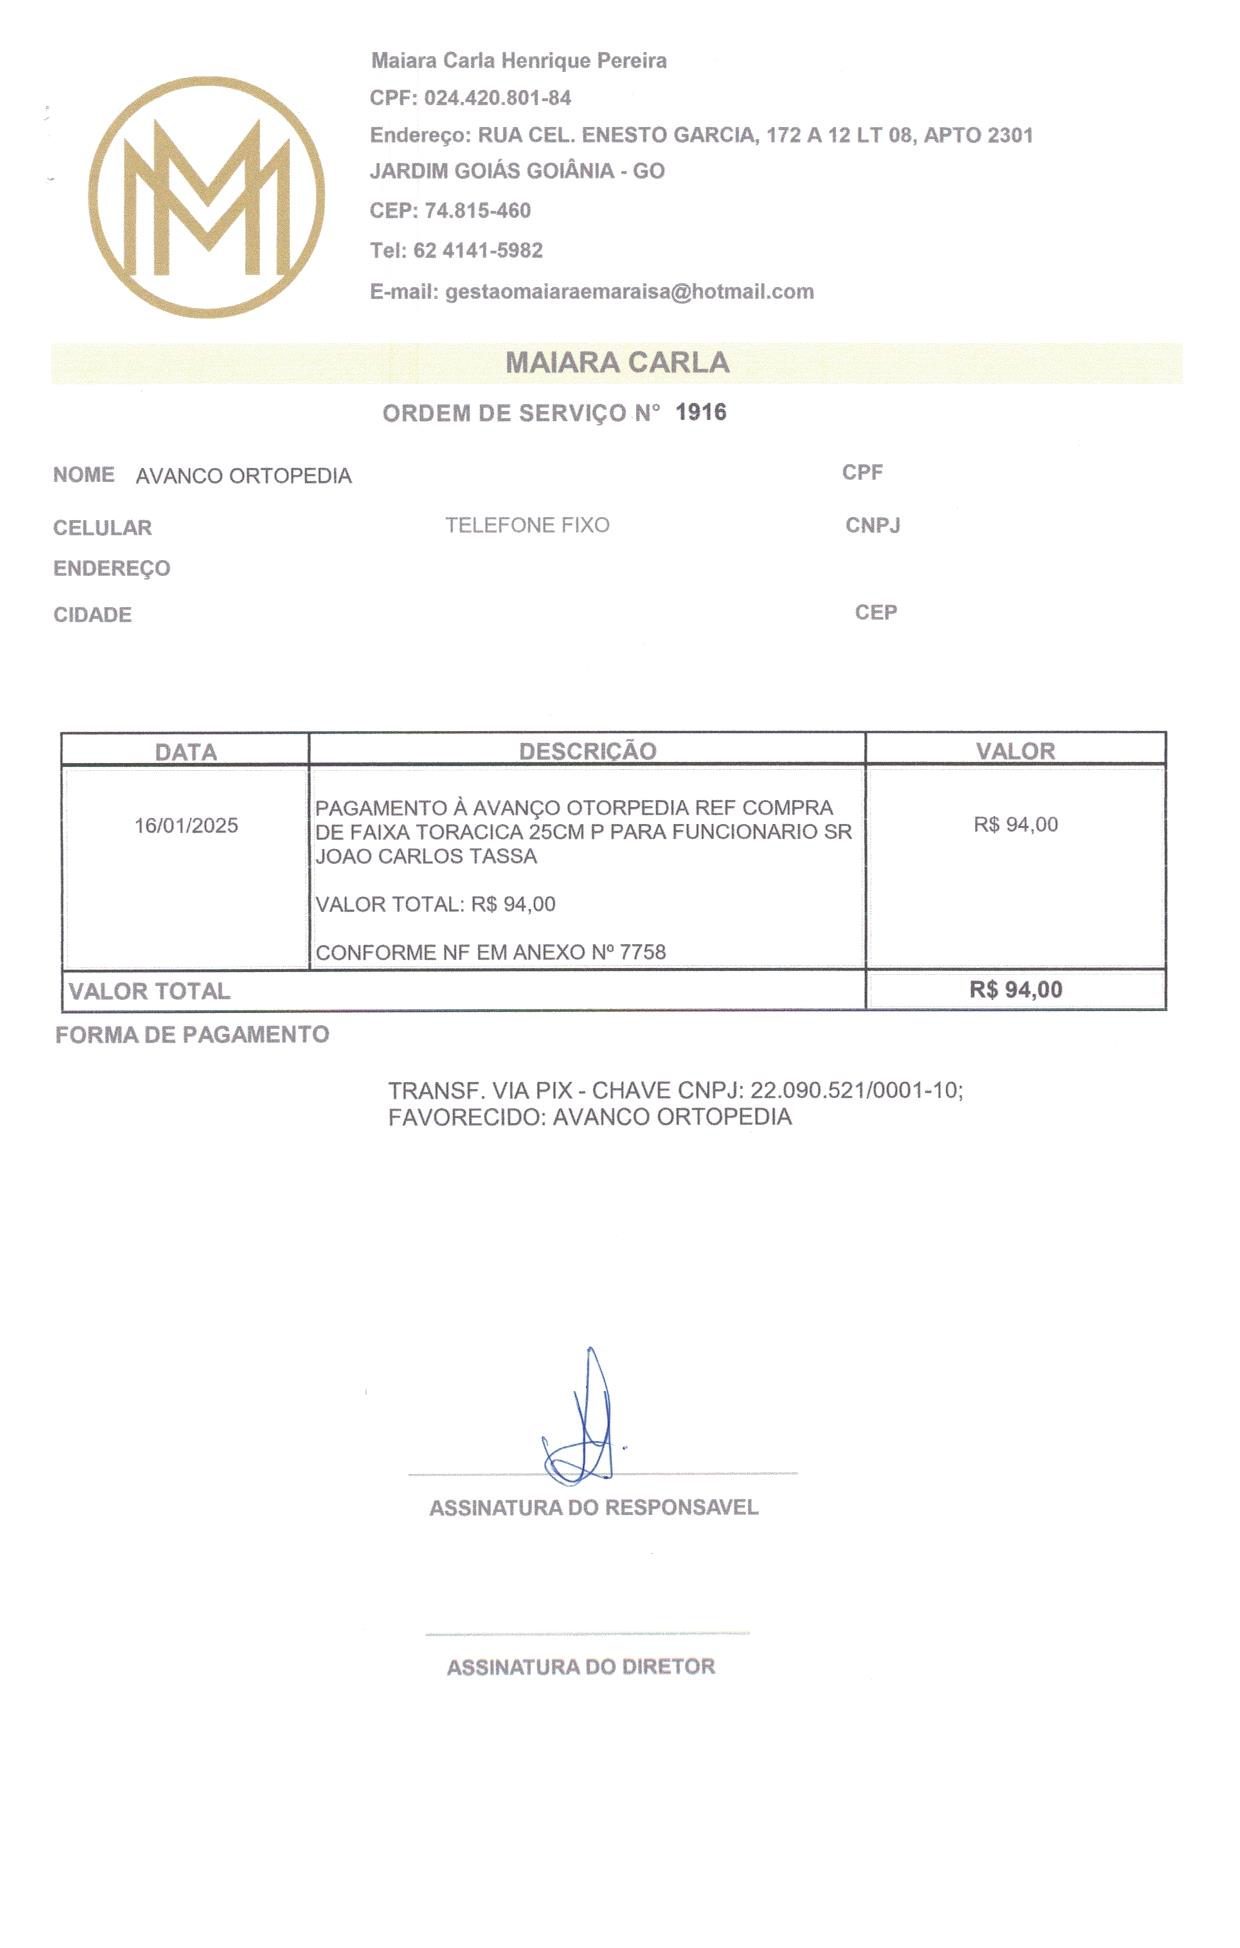 Maiara Carla Henrique Pereira
CPF: 024.420.801-84
Endereço: RUA CEL. ENESTO GARCIA, 172 A 12 LT 08, APTO 2301
JARDIM GOIÁS GOIÂNIA - GO
CEP: 74.815-460
Tel: 62 4141-5982
E-mail: gestaomaiaraemaraisa@hotmail.com
MAIARA CARLA
ORDEM DE SERVIÇO N° 1916
NOME AVANCO ORTOPEDIA CPF
CELULAR TELEFONE FIXO CNPJ
ENDEREÇO
CIDADE CEP
DATA DESCRIÇÃO VALOR
16/01/2025 PAGAMENTO À AVANÇO OTORPEDIA REF COMPRA R$ 94,00
DE FAIXA TORACICA 25CM P PARA FUNCIONARIO SR
JOAO CARLOS TASSA
VALOR TOTAL: R$ 94,00
CONFORME NF EM ANEXO Nº 7758
VALOR TOTAL R$ 94,00
FORMA DE PAGAMENTO
TRANSF. VIA PIX - CHAVE CNPJ: 22.090.521/0001-10;
FAVORECIDO: AVANCO ORTOPEDIA
ASSINATURA DO RESPONSAVEL
ASSINATURA DO DIRETOR